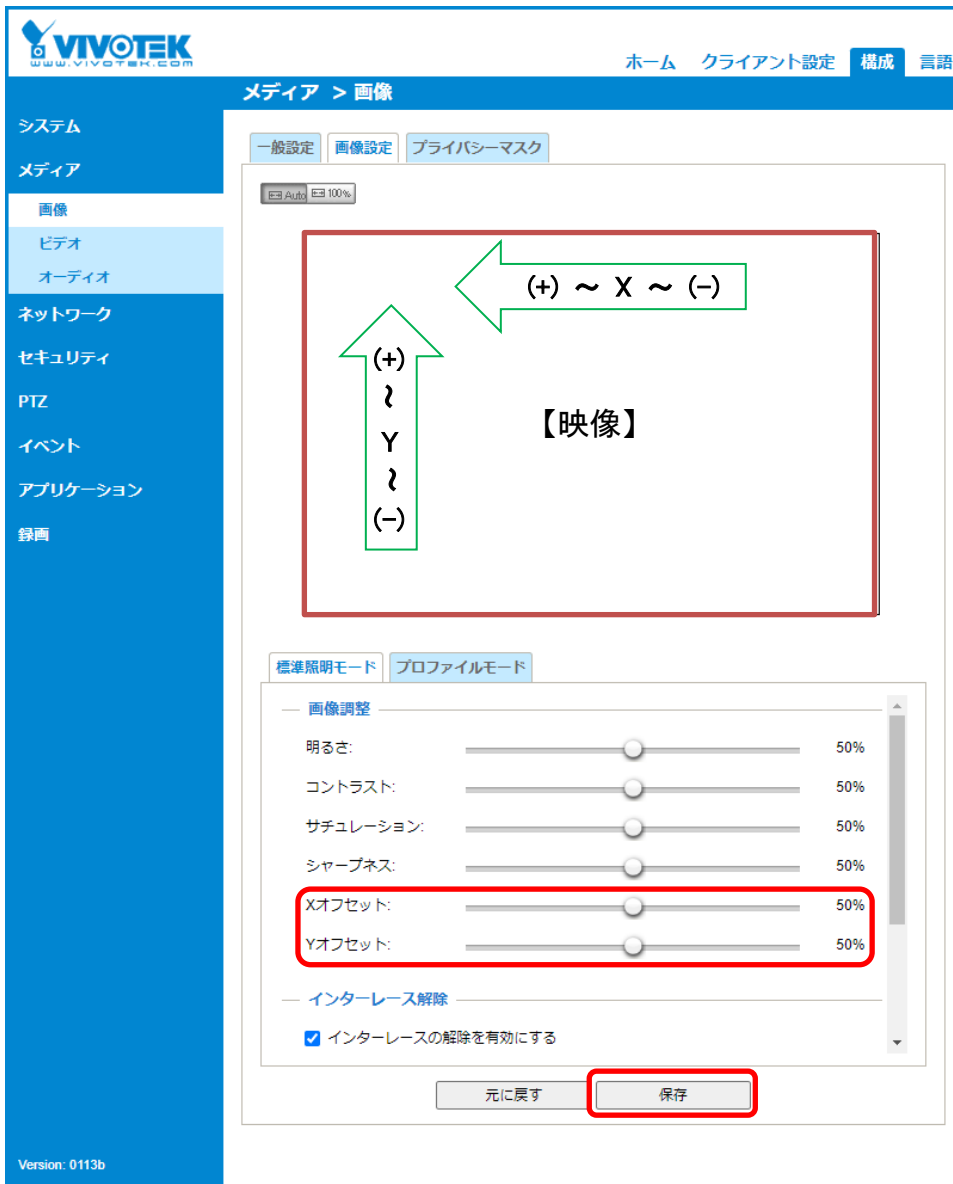 VIVOTEK
WWW.VIVOTEK.COM
ホーム クライアント設定 構成 言語
メディア > 画像
システム
メディア
画像
ビデオ
オーディオ
ネットワーク
セキュリティ
PTZ
イベント
アプリケーション
録画
一般設定 画像設定 プライバシーマスク
Auto 100%
(+) ～ X ～ (−)
(+)
～
Y
～
(−)
【映像】
標準照明モード プロファイルモード
画像調整
明るさ: 50%
コントラスト: 50%
サチュレーション: 50%
シャープネス: 50%
Xオフセット: 50%
Yオフセット: 50%
インターレース解除
インターレースの解除を有効にする
元に戻す 保存
Version: 0113b